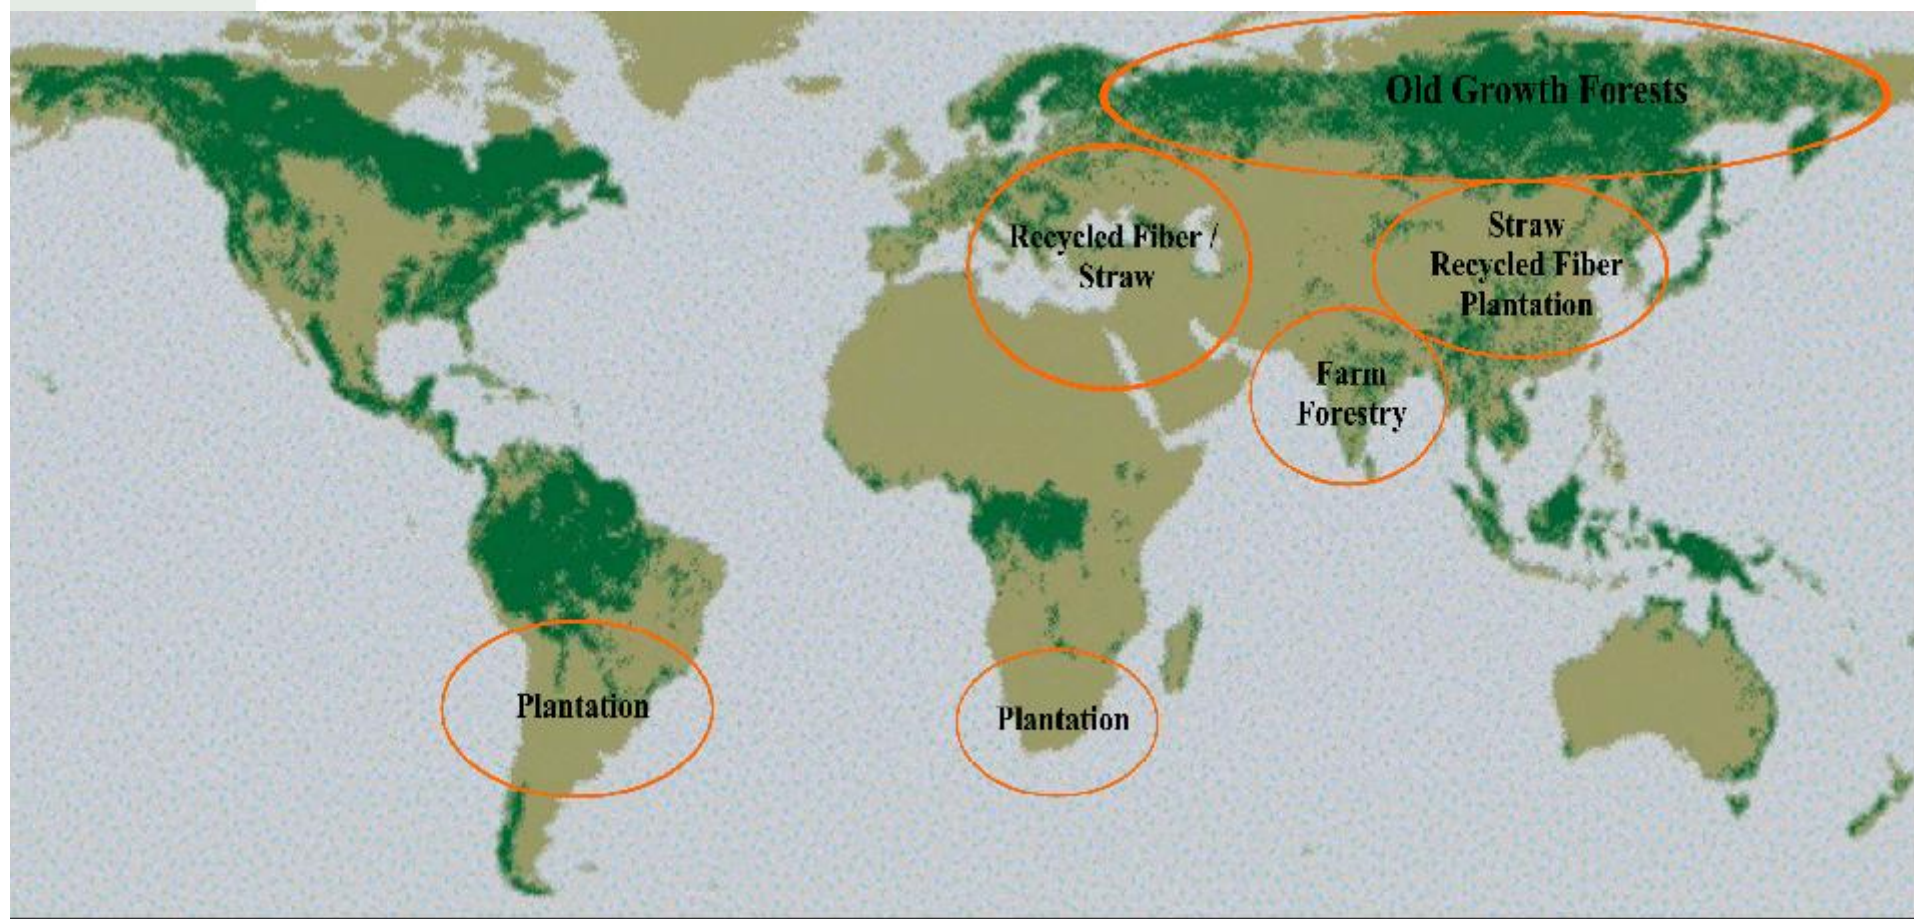 Old Growth Forests
Recycled Fiber /
Straw
Straw
Recycled Fiber
Plantation
Farm
Forestry
Plantation
Plantation